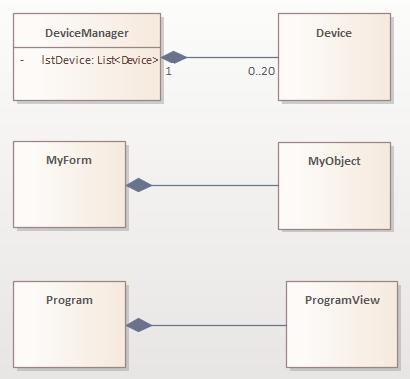 DeviceManager
- lstDevice: List<Device>
Device
1
0..20
MyForm
MyObject
Program
ProgramView